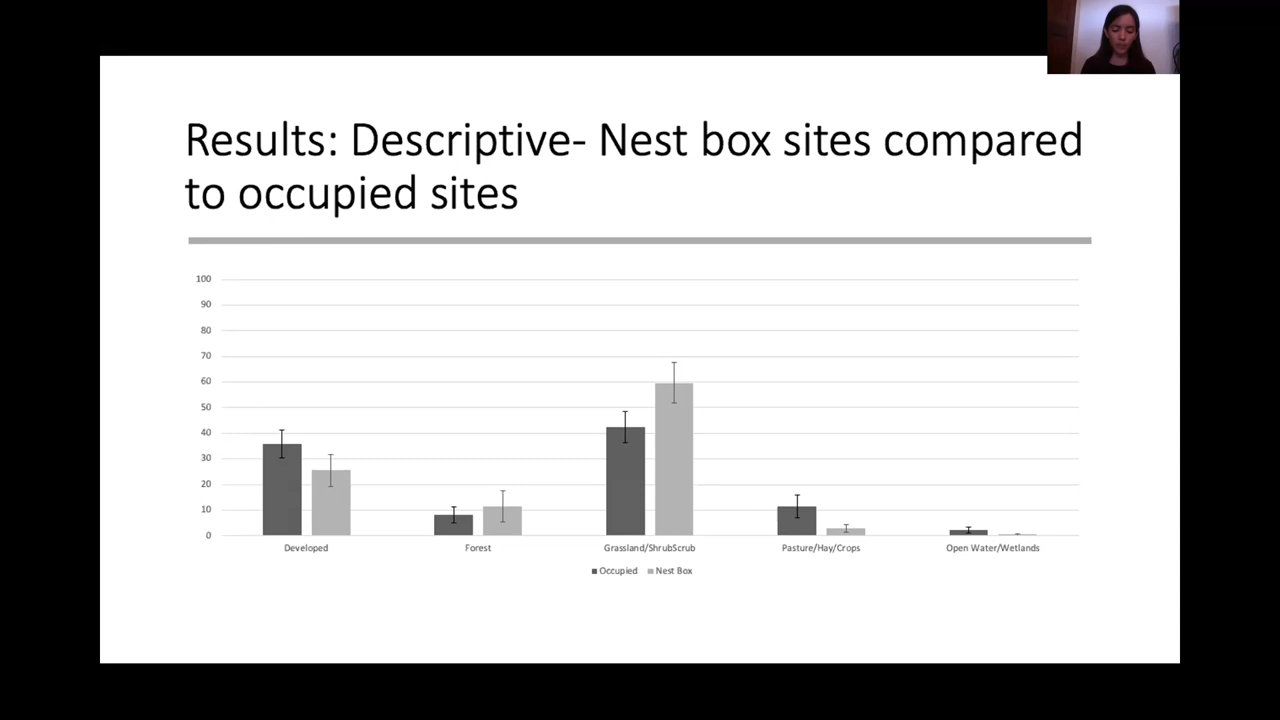 Results: Descriptive- Nest box sites compared
to occupied sites
100
90
80
70
60
50
40
30
20
10
0
Developed
Forest
Grassland/ShrubScrub
Pasture/Hay/Crops
Open Water/Wetlands
Occupied
Nest Box